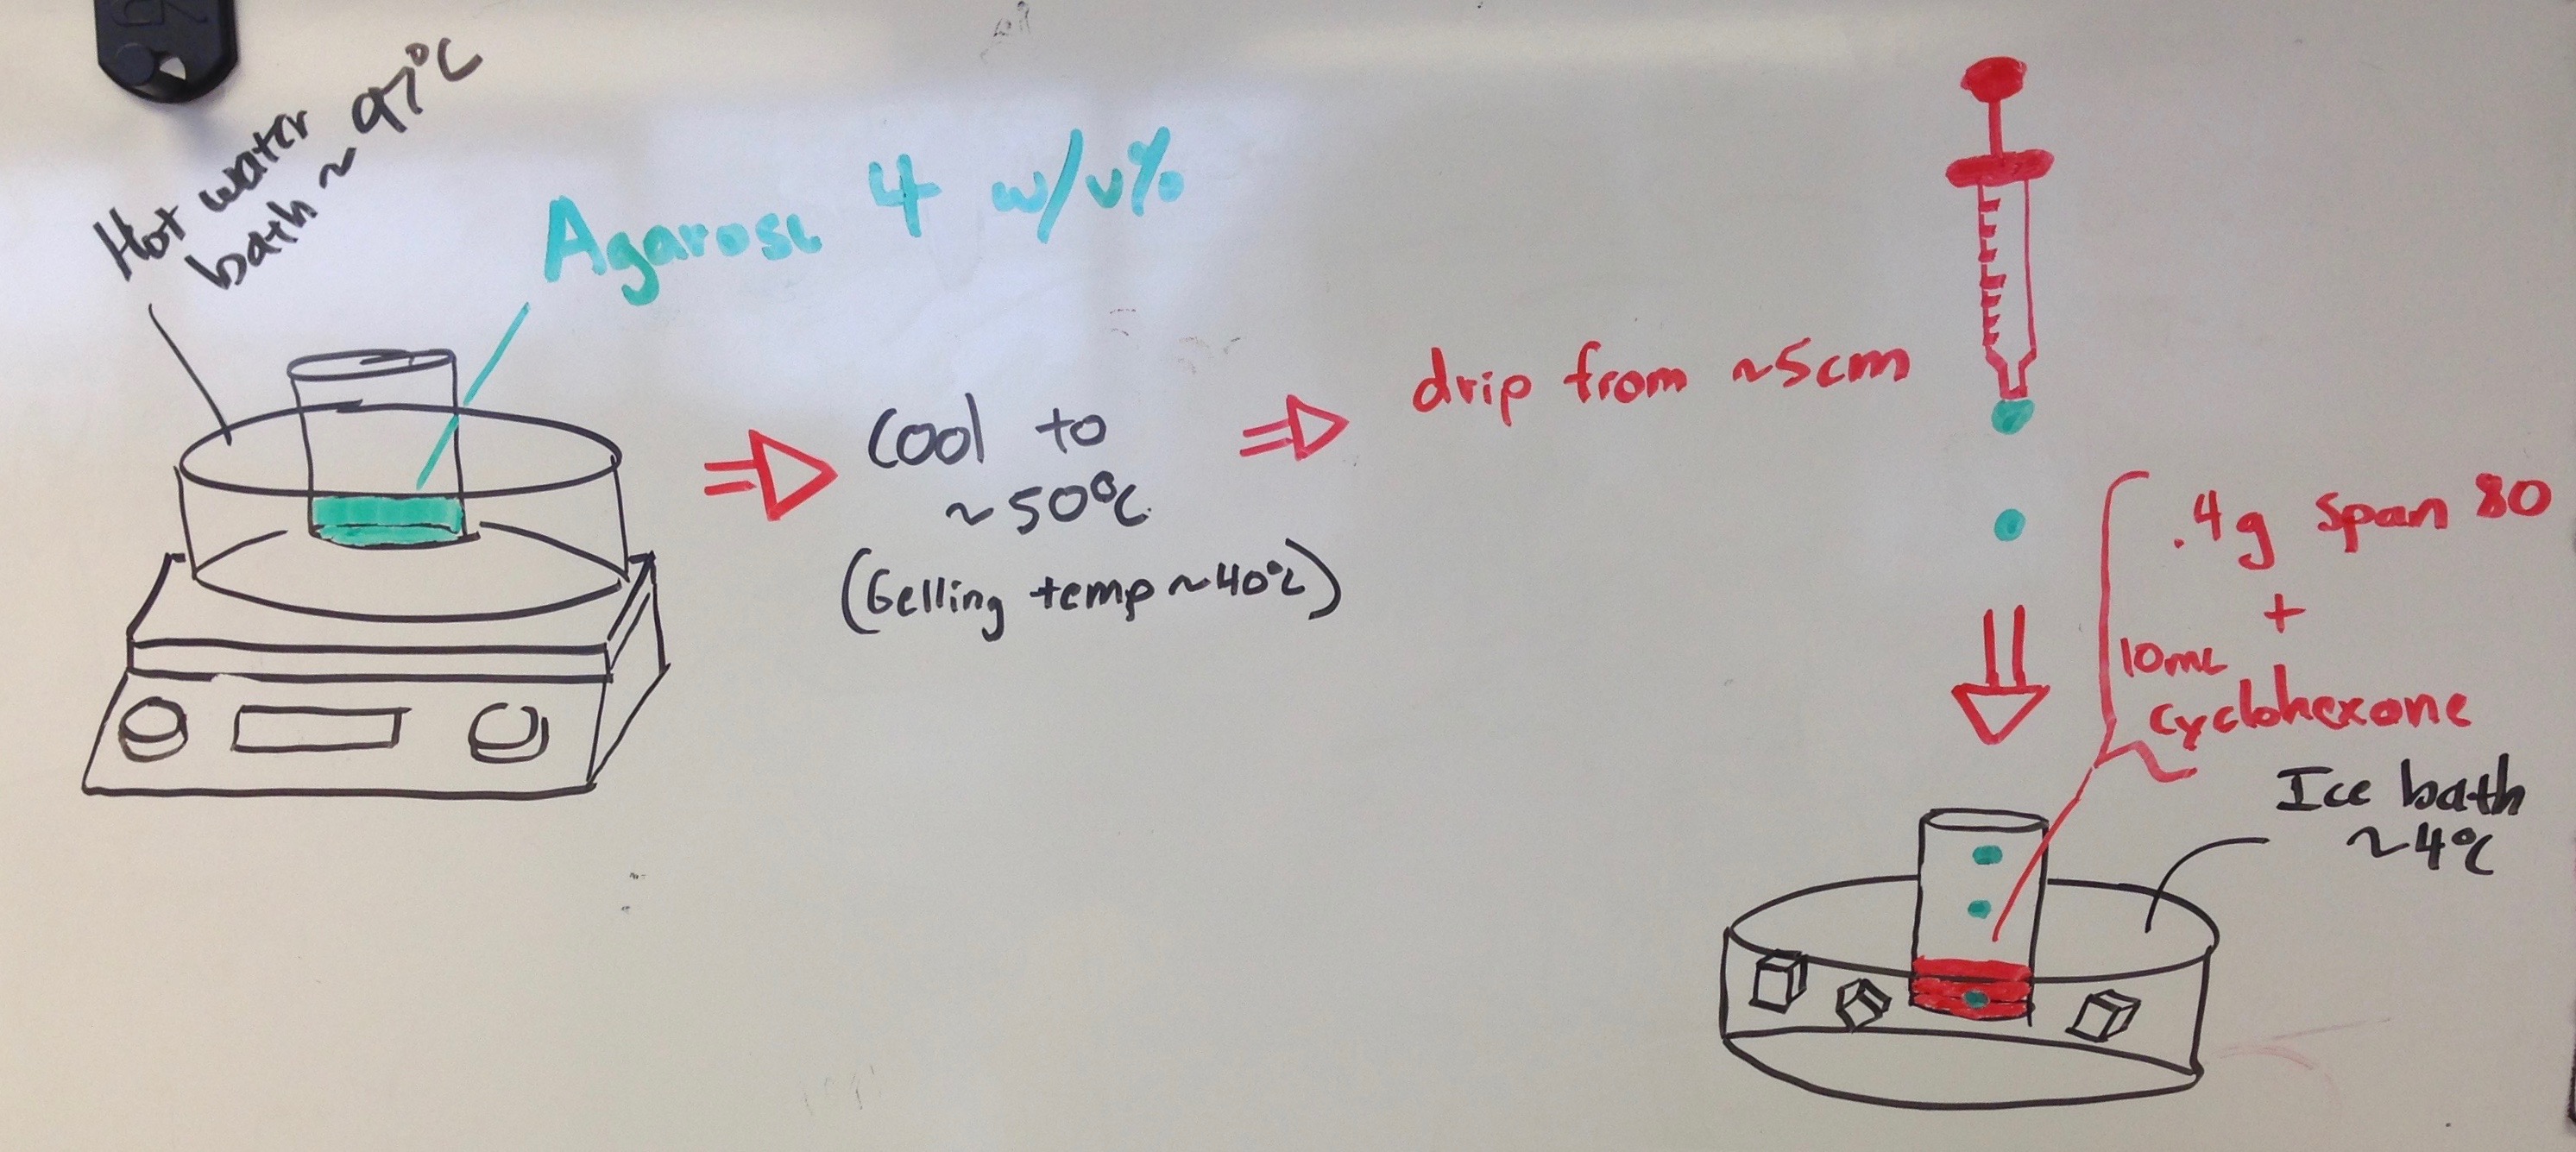 Hot water
bath ~ 97°C
Agarose 4 w/v%
Cool to
~50°C
(Gelling temp ~40°C)
drip from ~5cm
.4g span 80
+
10mL
cyclohexane
Ice bath
~4°C